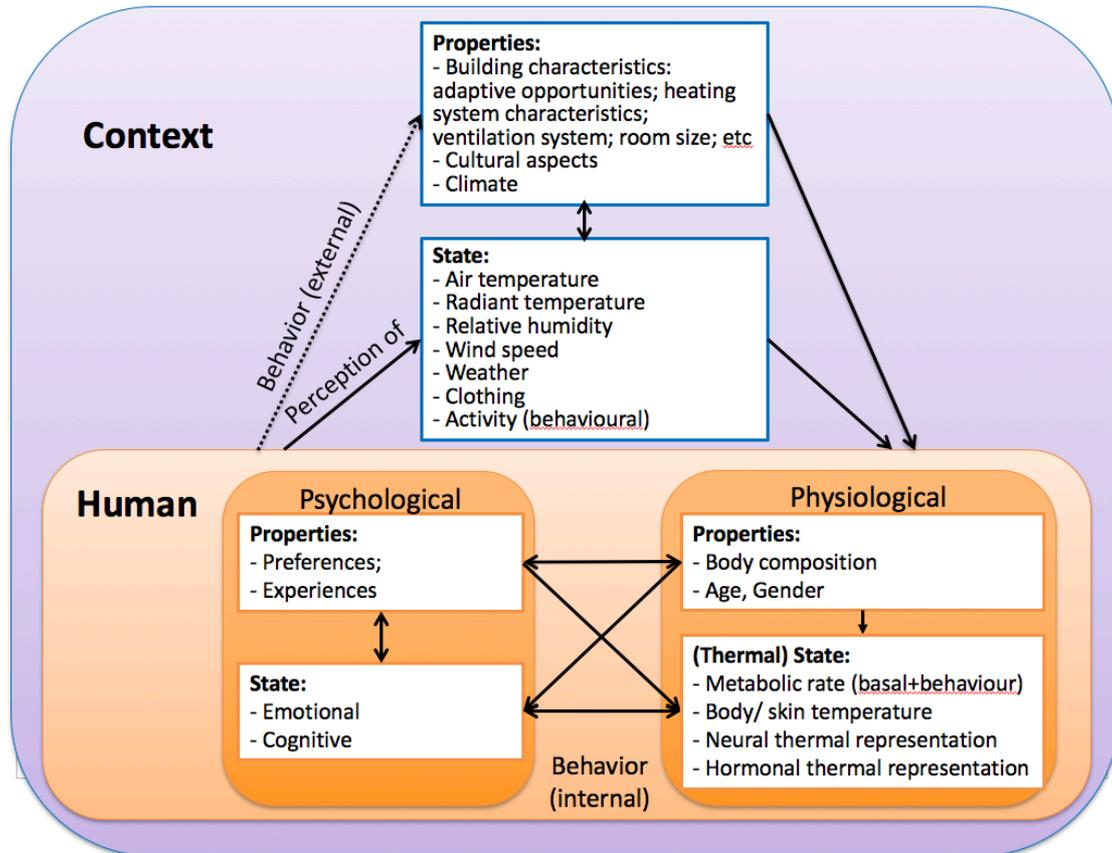 Context
Properties:
- Building characteristics:
adaptive opportunities; heating
system characteristics;
ventilation system; room size; etc
- Cultural aspects
- Climate
Behavior (external)
Perception of
State:
- Air temperature
- Radiant temperature
- Relative humidity
- Wind speed
- Weather
- Clothing
- Activity (behavioural)
Human
Psychological
Properties:
- Preferences;
- Experiences
State:
- Emotional
- Cognitive
Behavior
(internal)
Physiological
Properties:
- Body composition
- Age, Gender
(Thermal) State:
- Metabolic rate (basal+behaviour)
- Body/ skin temperature
- Neural thermal representation
- Hormonal thermal representation